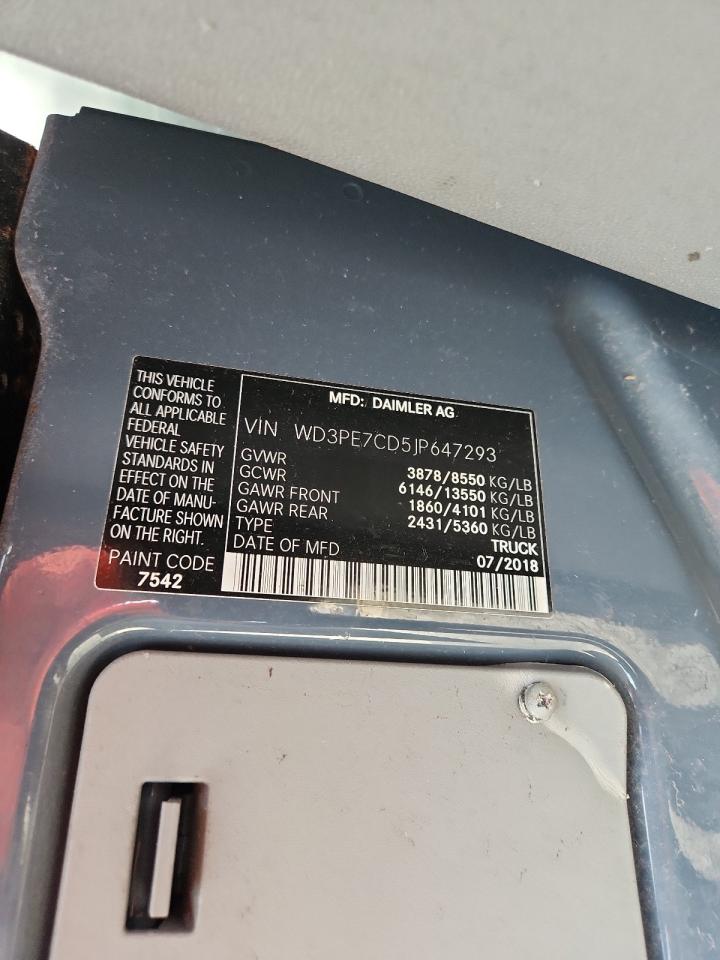 THIS VEHICLE
CONFORMS TO
ALL APPLICABLE
FEDERAL
VEHICLE SAFETY
STANDARDS IN
EFFECT ON THE
DATE OF MANU-
FACTURE SHOWN
ON THE RIGHT.
PAINT CODE
7542
MFD: DAIMLER AG
VIN WD3PE7CD5JP647293
GVWR 3878/8550 KG/LB
GCWR 6146/13550 KG/LB
GAWR FRONT 1860/4101 KG/LB
GAWR REAR 2431/5360 KG/LB
TYPE TRUCK
DATE OF MFD 07/2018